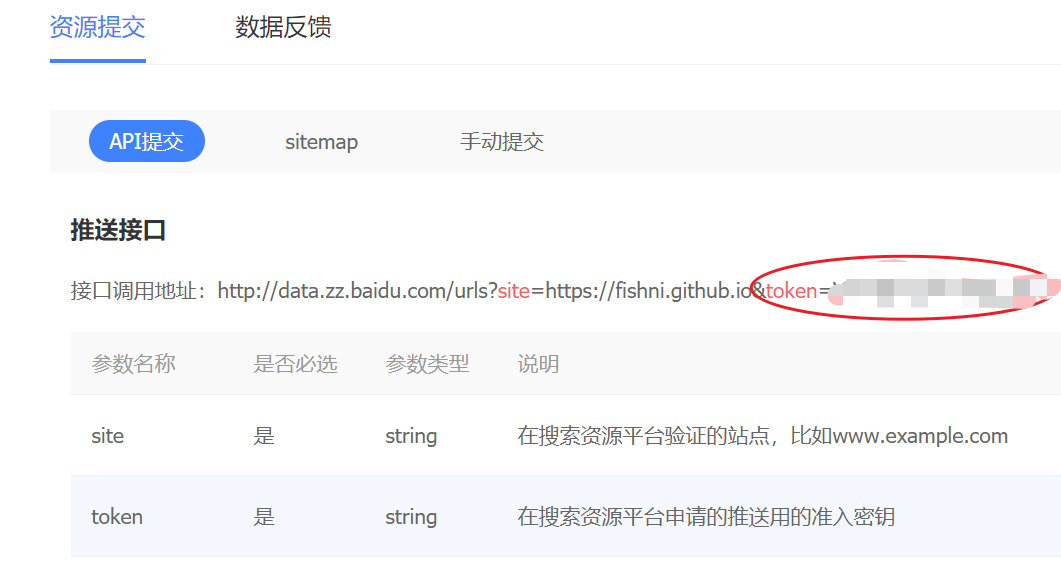 资源提交 数据反馈
API提交 sitemap 手动提交
推送接口
接口调用地址：http://data.zz.baidu.com/urls?site=https://fishni.github.io&token=
参数名称 是否必选 参数类型 说明
site 是 string 在搜索资源平台验证的站点，比如www.example.com
token 是 string 在搜索资源平台申请的推送用的准入密钥